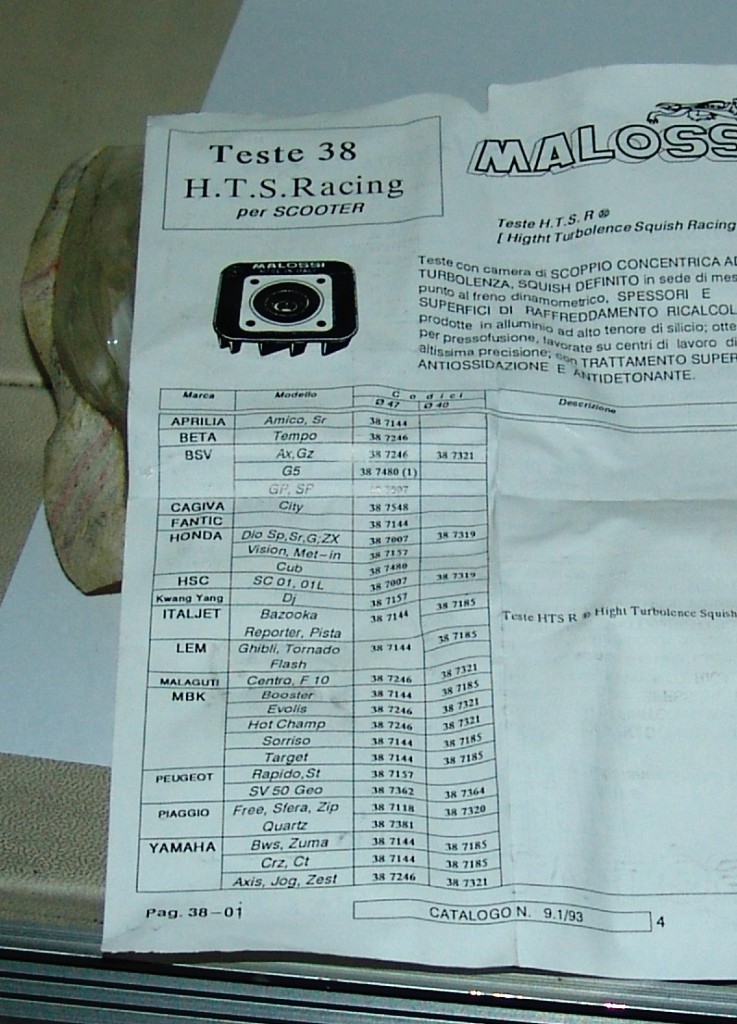 Teste 38
H.T.S.Racing
per SCOOTER
MALOSS
Teste H.T.S. R ®
[ Higtht Turbolence Squish Racing
MALOSSI
Teste con camera di SCOPPIO CONCENTRICA AD
TURBOLENZA, SQUISH DEFINITO in sede di mes
punto al freno dinamometrico, SPESSORI E
SUPERFICI DI RAFFREDDAMENTO RICALCOL
prodotte in alluminio ad alto tenore di silicio; otte
per pressofusione, lavorate su centri di lavoro di
altissima precisione; con TRATTAMENTO SUPER
ANTIOSSIDAZIONE E ANTIDETONANTE.
Marca Modello Codici Descrizione
Ø 47 Ø 40
APRILIA Amico, Sr 38 7144
BETA Tempo 38 7246
BSV Ax,Gz 38 7246 38 7321
G5 38 7480 (1)
GP, SP
CAGIVA City 38 7548
FANTIC 38 7144
HONDA Dio Sp,Sr,G,ZX 38 7007 38 7319
Vision, Met-in 38 7157
Cub 38 7480
HSC SC 01, 01L 38 7007 38 7319
Kwang Yang Dj 38 7157
ITALJET Bazooka 38 7144 38 7185
Reporter, Pista
Teste HTS R ® Hight Turbolence Squish
LEM Ghibli, Tornado 38 7144 38 7185
Flash
MALAGUTI Centro, F 10 38 7246 38 7321
MBK Booster 38 7144 38 7185
Evolis 38 7246 38 7321
Hot Champ 38 7246 38 7321
Sorriso 38 7144 38 7185
Target 38 7144 38 7185
PEUGEOT Rapido,St 38 7157
SV 50 Geo 38 7362 38 7364
PIAGGIO Free, Sfera, Zip 38 7118 38 7320
Quartz 38 7381
YAMAHA Bws, Zuma 38 7144 38 7185
Crz, Ct 38 7144 38 7185
Axis, Jog, Zest 38 7246 38 7321
Pag. 38-01
CATALOGO N. 9.1/93
4